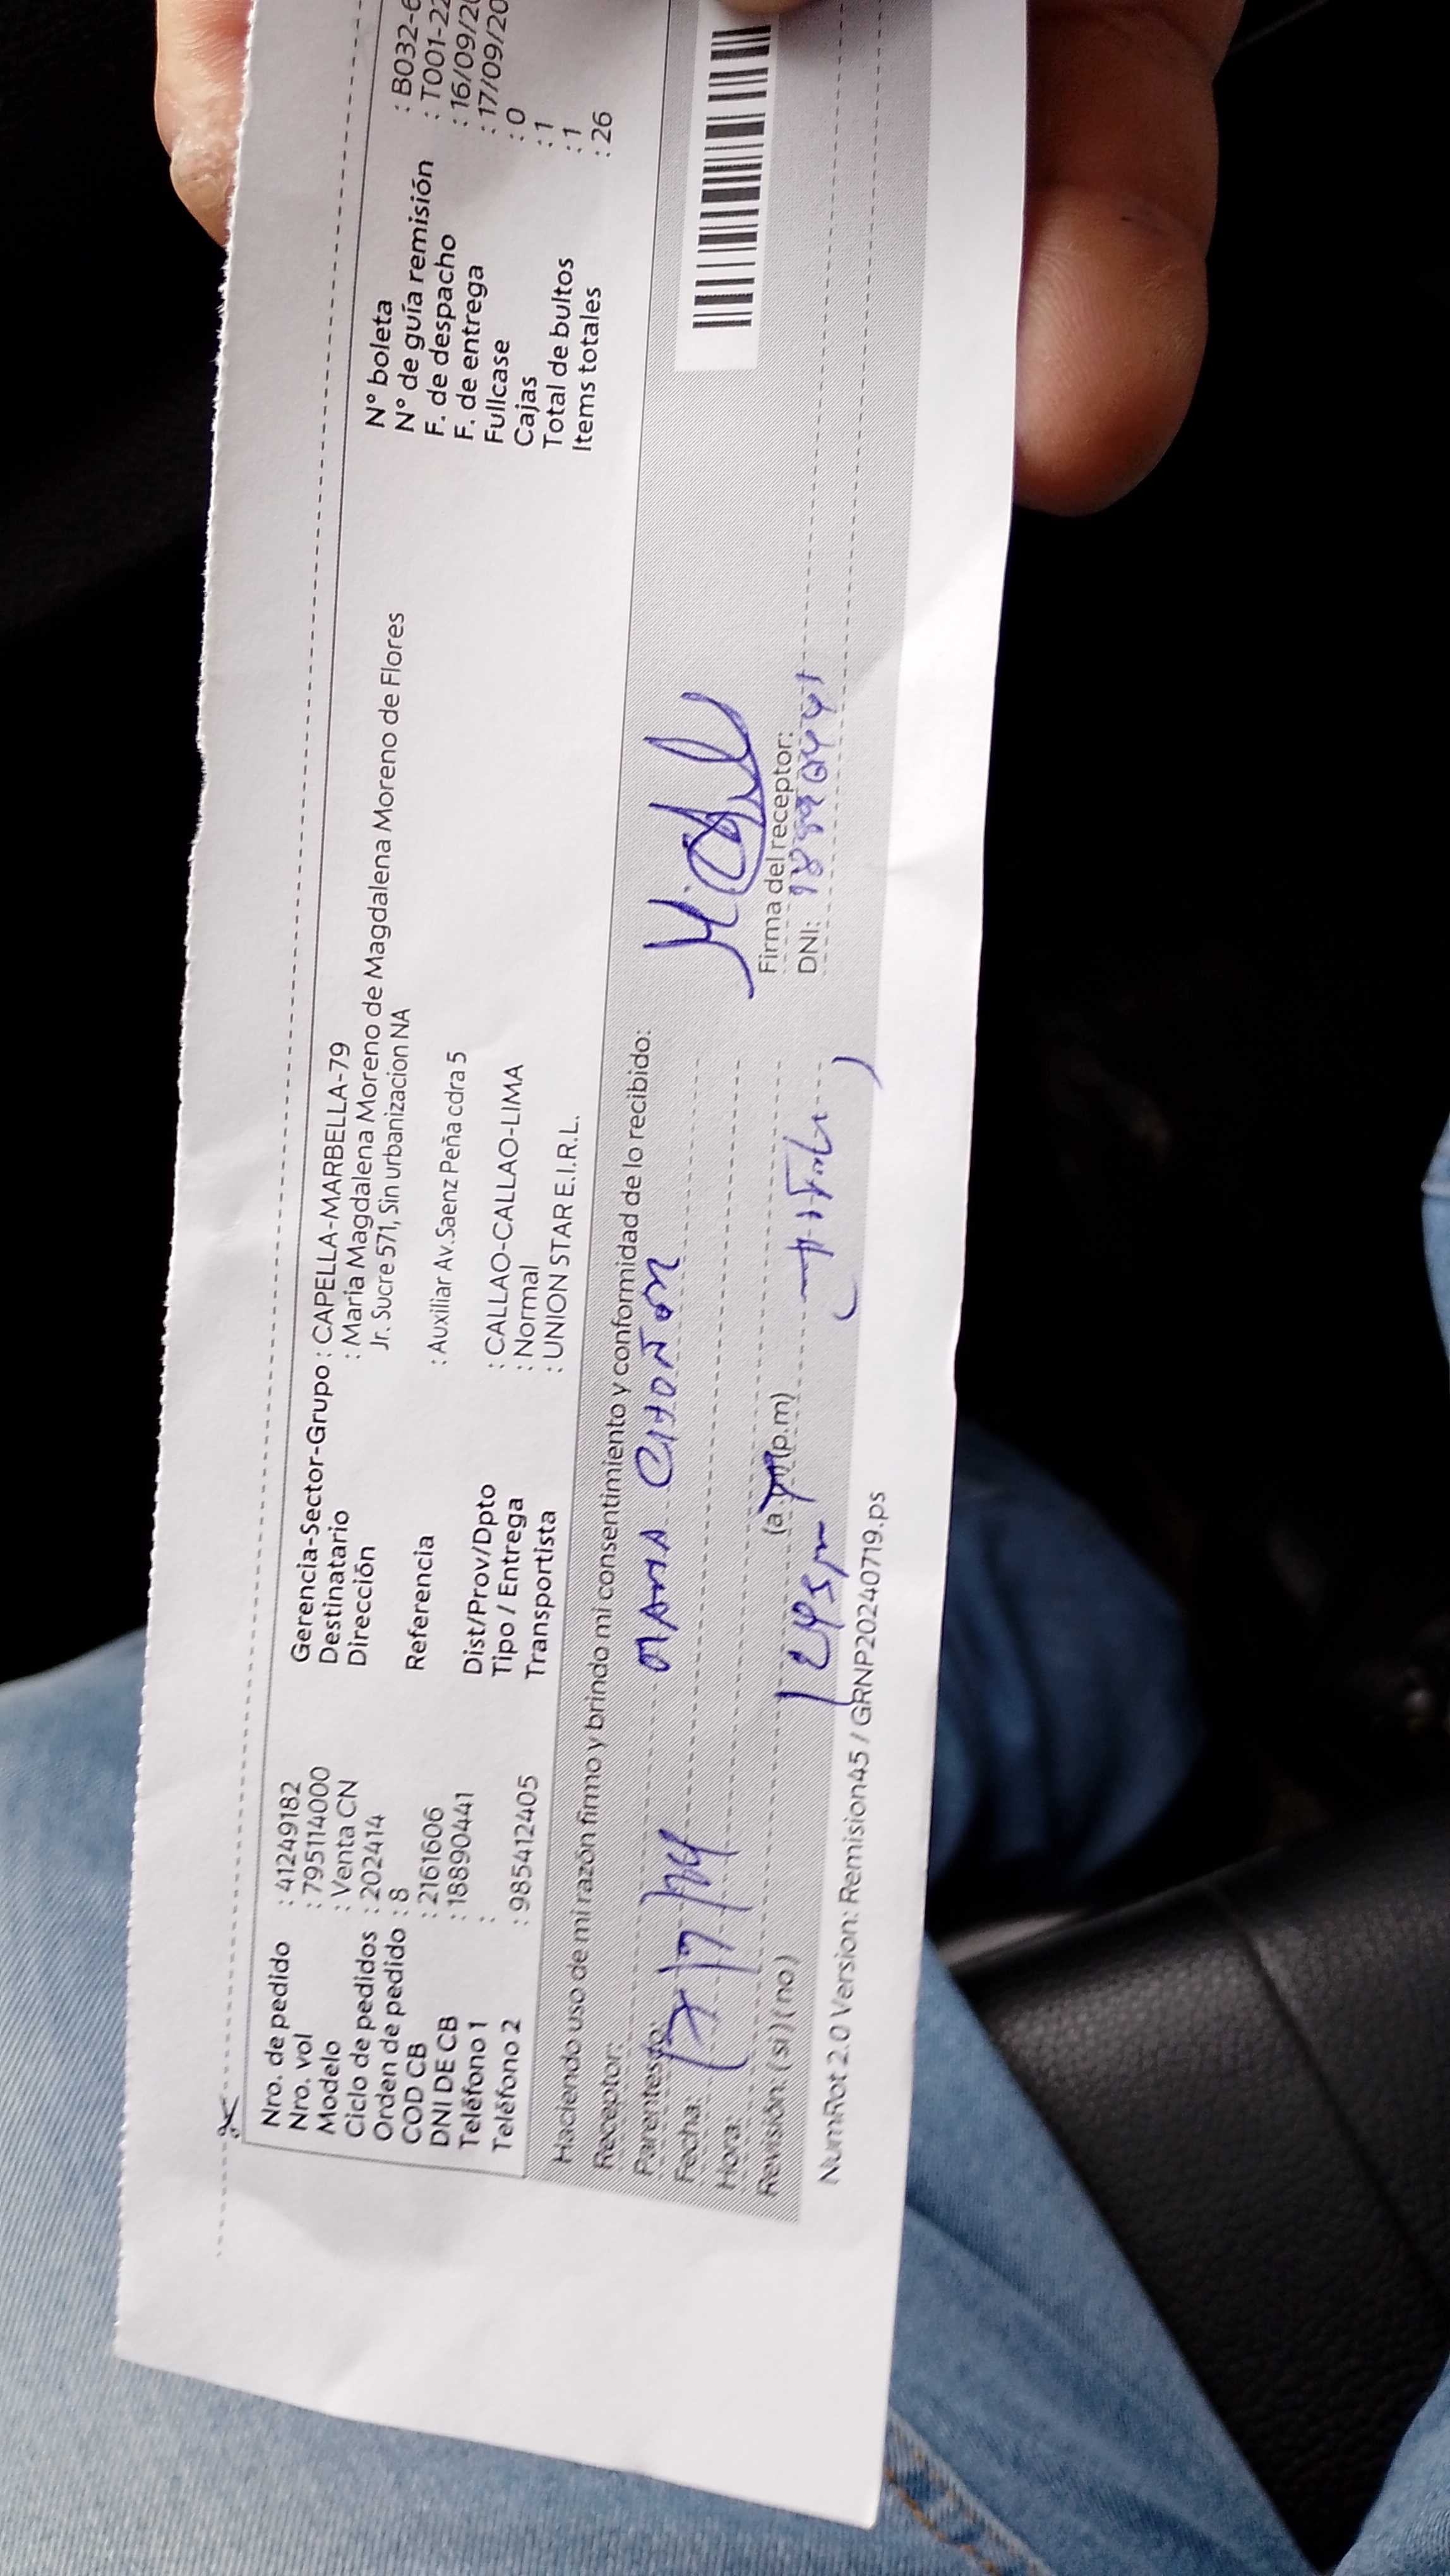 Nro. de pedido : 41249182
Nro. vol : 795114000
Modelo : Venta CN
Ciclo de pedidos : 202414
Orden de pedido : 8
COD CB : 2161606
DNI DE CB : 18890441
Teléfono 1 :
Teléfono 2 : 985412405
Gerencia-Sector-Grupo : CAPELLA-MARBELLA-79
Destinatario : Maria Magdalena Moreno de Magdalena Moreno de Flores
Dirección Jr. Sucre 571, Sin urbanizacion NA
Referencia : Auxiliar Av.Saenz Peña cdra 5
Dist/Prov/Dpto : CALLAO-CALLAO-LIMA
Tipo / Entrega : Normal
Transportista : UNION STAR E.I.R.L.
N° boleta : B032-6
N° de guía remisión : T001-22
F. de despacho : 16/09/20
F. de entrega : 17/09/20
Fullcase : 0
Cajas : 1
Total de bultos : 1
Items totales : 26
Haciendo uso de mi razón firmo y brindo mi consentimiento y conformidad de lo recibido:
Receptor:
Parentesco:
Fecha:
Hora: (a.m)(p.m)
Revisión: (si) (no)
Firma del receptor:
DNI: 18890441
NumRot 2.0 Version: Remision45 / GRNP20240719.ps